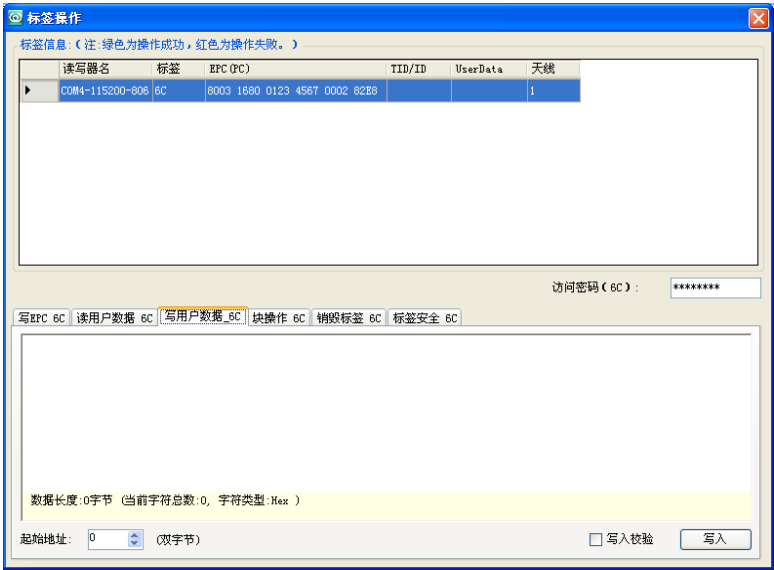 标签操作
标签信息:(注:绿色为操作成功，红色为操作失败。)
读写器名 标签 EPC(PC) TID/ID UserData 天线
COM4-115200-806 6C 8003 1680 0123 4567 0002 82E8 1
访问密码(6C): ********
写EPC 6C 读用户数据 6C 写用户数据_6C 块操作 6C 销毁标签 6C 标签安全 6C
数据长度:0字节 (当前字符总数:0, 字符类型:Hex )
起始地址: 0 (双字节) 写入校验 写入